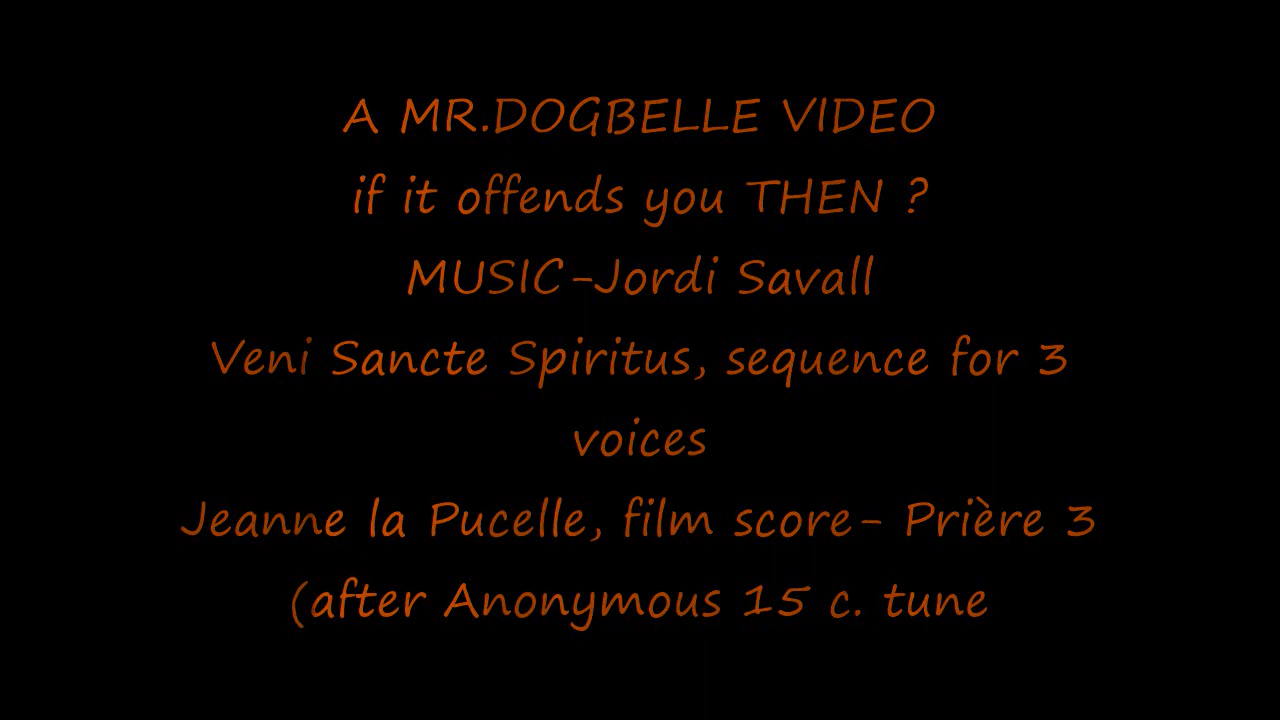 A MR.DOGBELLE VIDEO
if it offends you THEN ?
MUSIC-Jordi Savall
Veni Sancte Spiritus, sequence for 3
voices
Jeanne la Pucelle, film score- Prière 3
(after Anonymous 15 c. tune